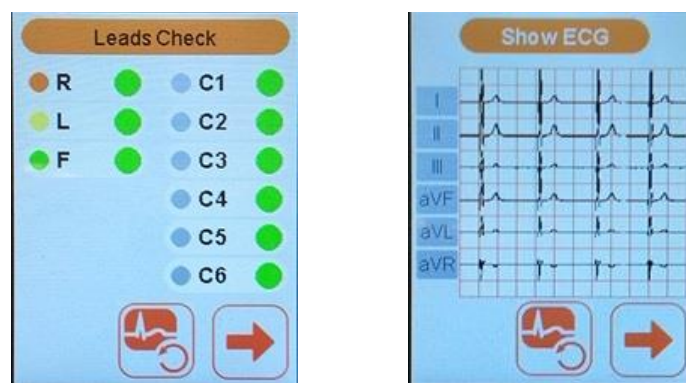 Leads Check
R C1
L C2
F C3
C4
C5
C6
Show ECG
I
II
III
aVF
aVL
aVR